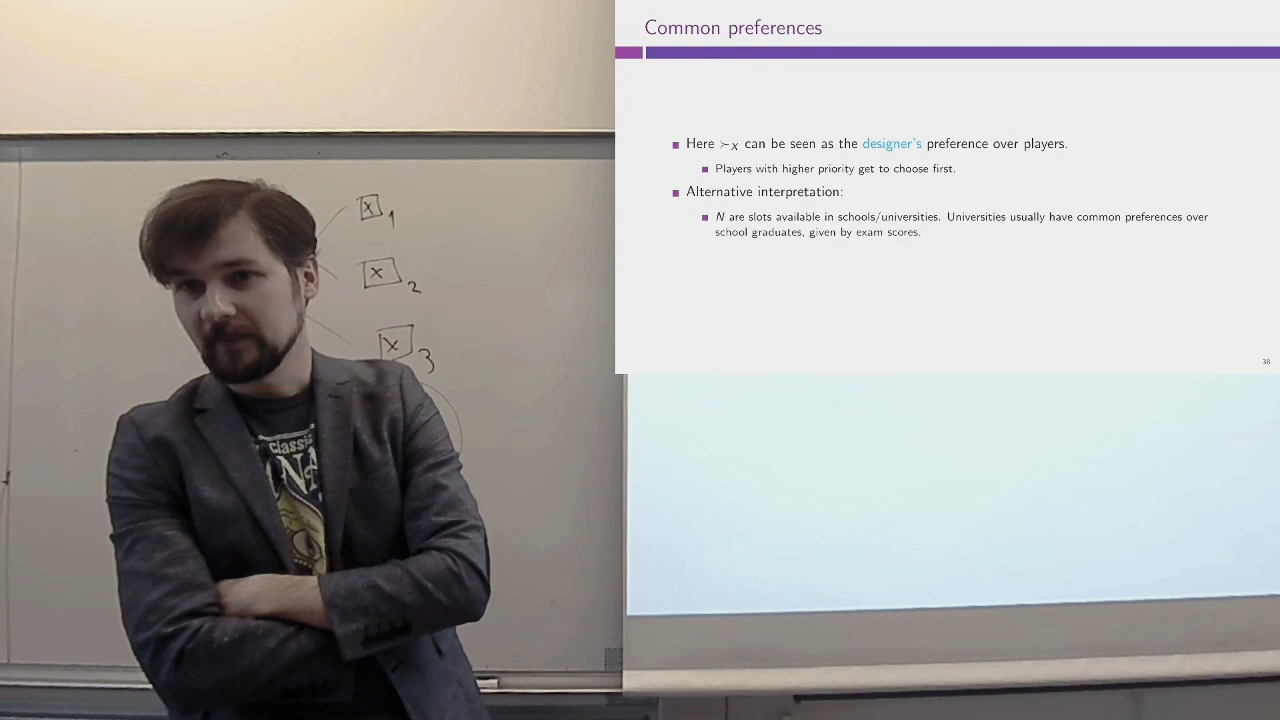 Common preferences
Here ≻X can be seen as the designer's preference over players.
Players with higher priority get to choose first.
Alternative interpretation:
N are slots available in schools/universities. Universities usually have common preferences over
school graduates, given by exam scores.
38
x 1
x 2
x 3
classic